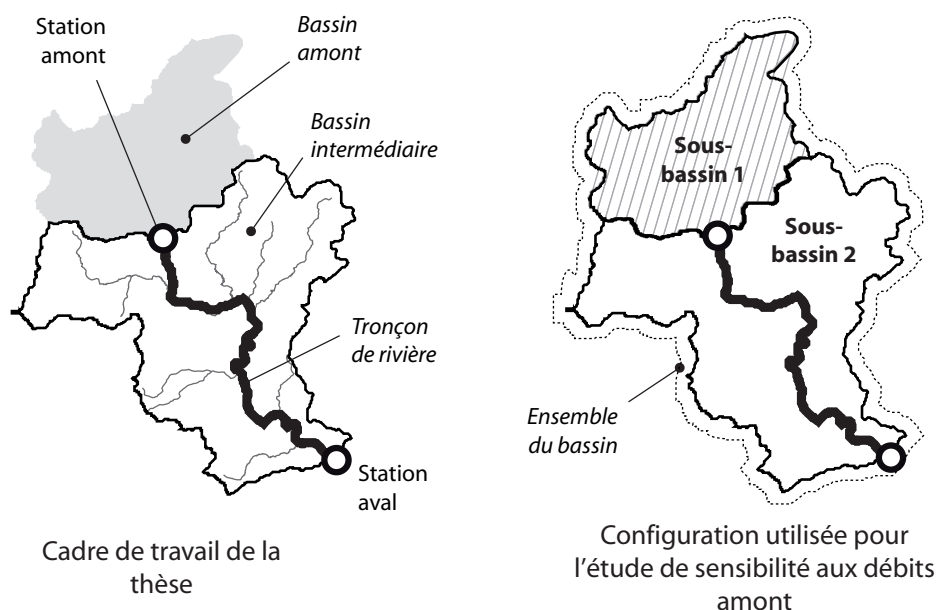 Station
amont
Bassin
amont
Bassin
intermédiaire
Tronçon
de rivière
Station
aval
Cadre de travail de la
thèse
Sous-
bassin 1
Sous-
bassin 2
Ensemble
du bassin
Configuration utilisée pour
l'étude de sensibilité aux débits
amont